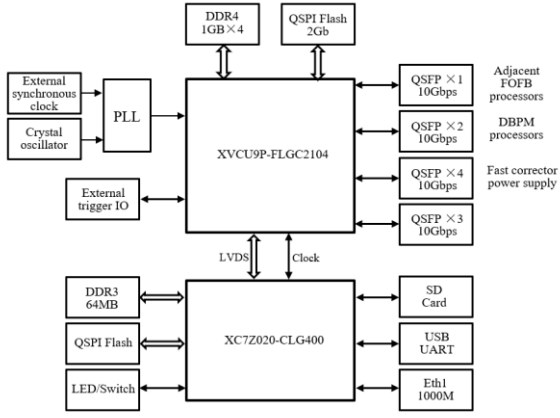 DDR4
1GB×4
QSPI Flash
2Gb
External
synchronous
clock
Crystal
oscillator
PLL
External
trigger IO
XVCU9P-FLGC2104
QSFP ×1
10Gbps
Adjacent
FOFB
processors
QSFP ×2
10Gbps
DBPM
processors
QSFP ×4
10Gbps
Fast corrector
power supply
QSFP ×3
10Gbps
LVDS
Clock
DDR3
64MB
QSPI Flash
LED/Switch
XC7Z020-CLG400
SD
Card
USB
UART
Eth1
1000M